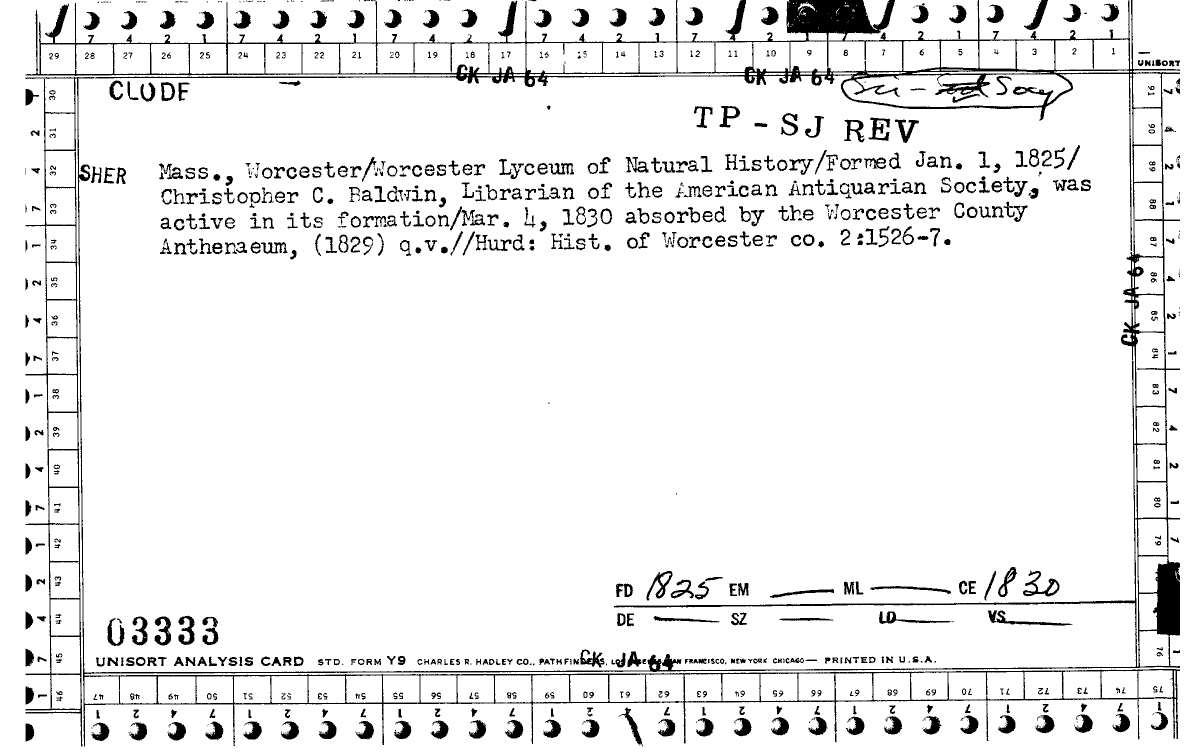 7 4 2 1 7 4 2 1 7 4 2 1 7 4 2 1 7 4 2 1 7 4 2 1
29 28 27 26 25 24 23 22 21 20 19 18 17 16 15 14 13 12 11 10 9 8 7 6 5 4 3 2 1
UNISORT
CK JA 64 CK JA 64
CLODE
Sci - Socy
TP - SJ REV
SHER Mass., Worcester/Worcester Lyceum of Natural History/Formed Jan. 1, 1825/
Christopher C. Baldwin, Librarian of the American Antiquarian Society, was
active in its formation/Mar. 4, 1830 absorbed by the Worcester County
Anthenaeum, (1829) q.v.//Hurd: Hist. of Worcester co. 2:1526-7.
CK JA 64
FD 1825 EM ML CE 1830
DE SZ LD VS
03333
UNISORT ANALYSIS CARD STD. FORM Y9 CHARLES R. HADLEY CO., PATHFINDERS, SAN FRANCISCO, NEW YORK CHICAGO— PRINTED IN U.S.A.
CK JA 64
30 31 32 33 34 35 36 37 38 39 40 41 42 43 44 45 46
47 48 49 50 51 52 53 54 55 56 57 58 59 60 61 62 63 64 65 66 67 68 69 70 71 72 73 74 75
91 90 89 88 87 86 85 84 83 82 81 80 79 76